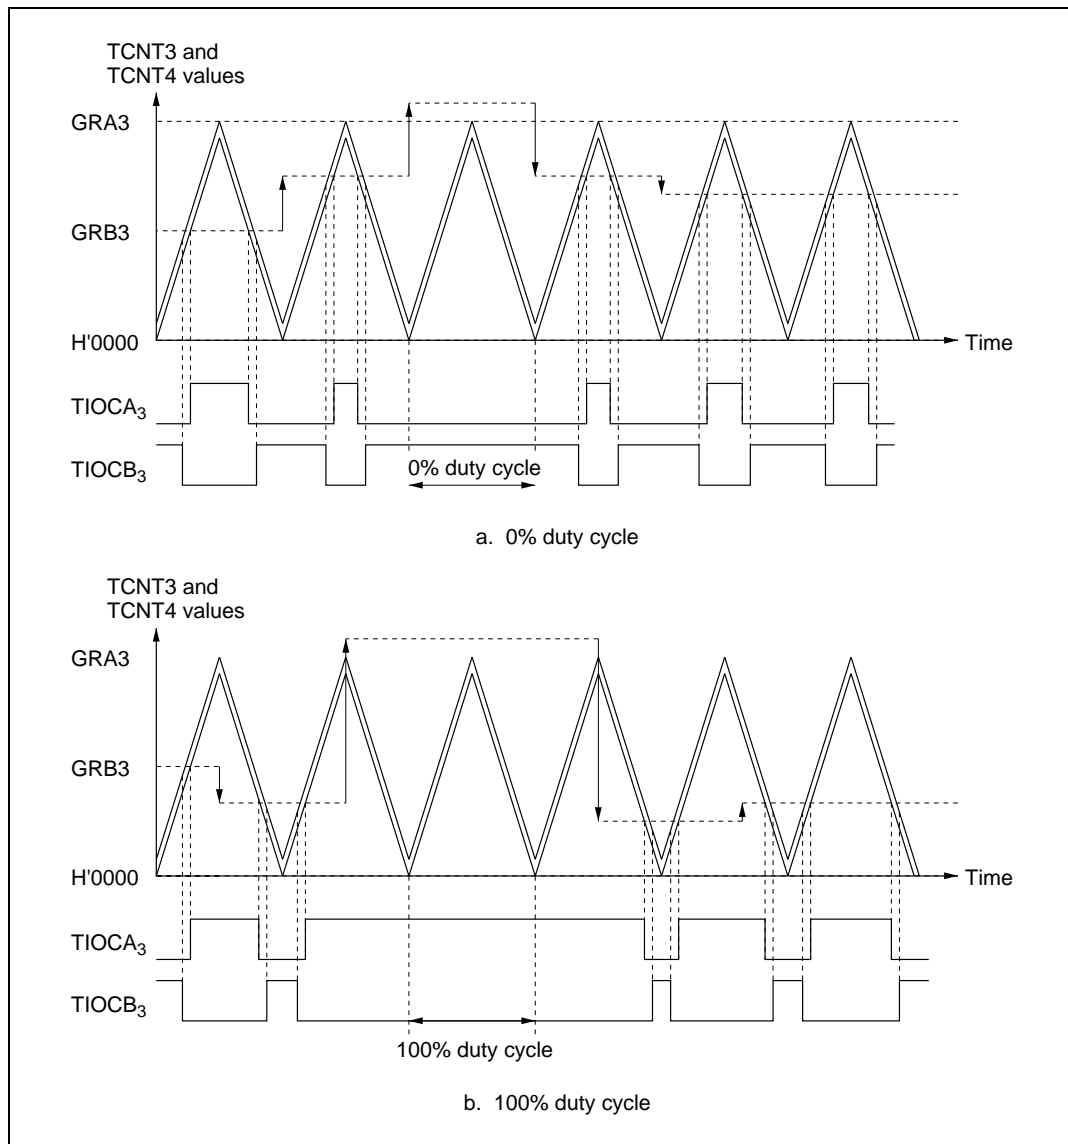 TCNT3 and
TCNT4 values
GRA3
GRB3
H'0000
Time
TIOCA3
TIOCB3
0% duty cycle
a. 0% duty cycle
TCNT3 and
TCNT4 values
GRA3
GRB3
H'0000
Time
TIOCA3
TIOCB3
100% duty cycle
b. 100% duty cycle